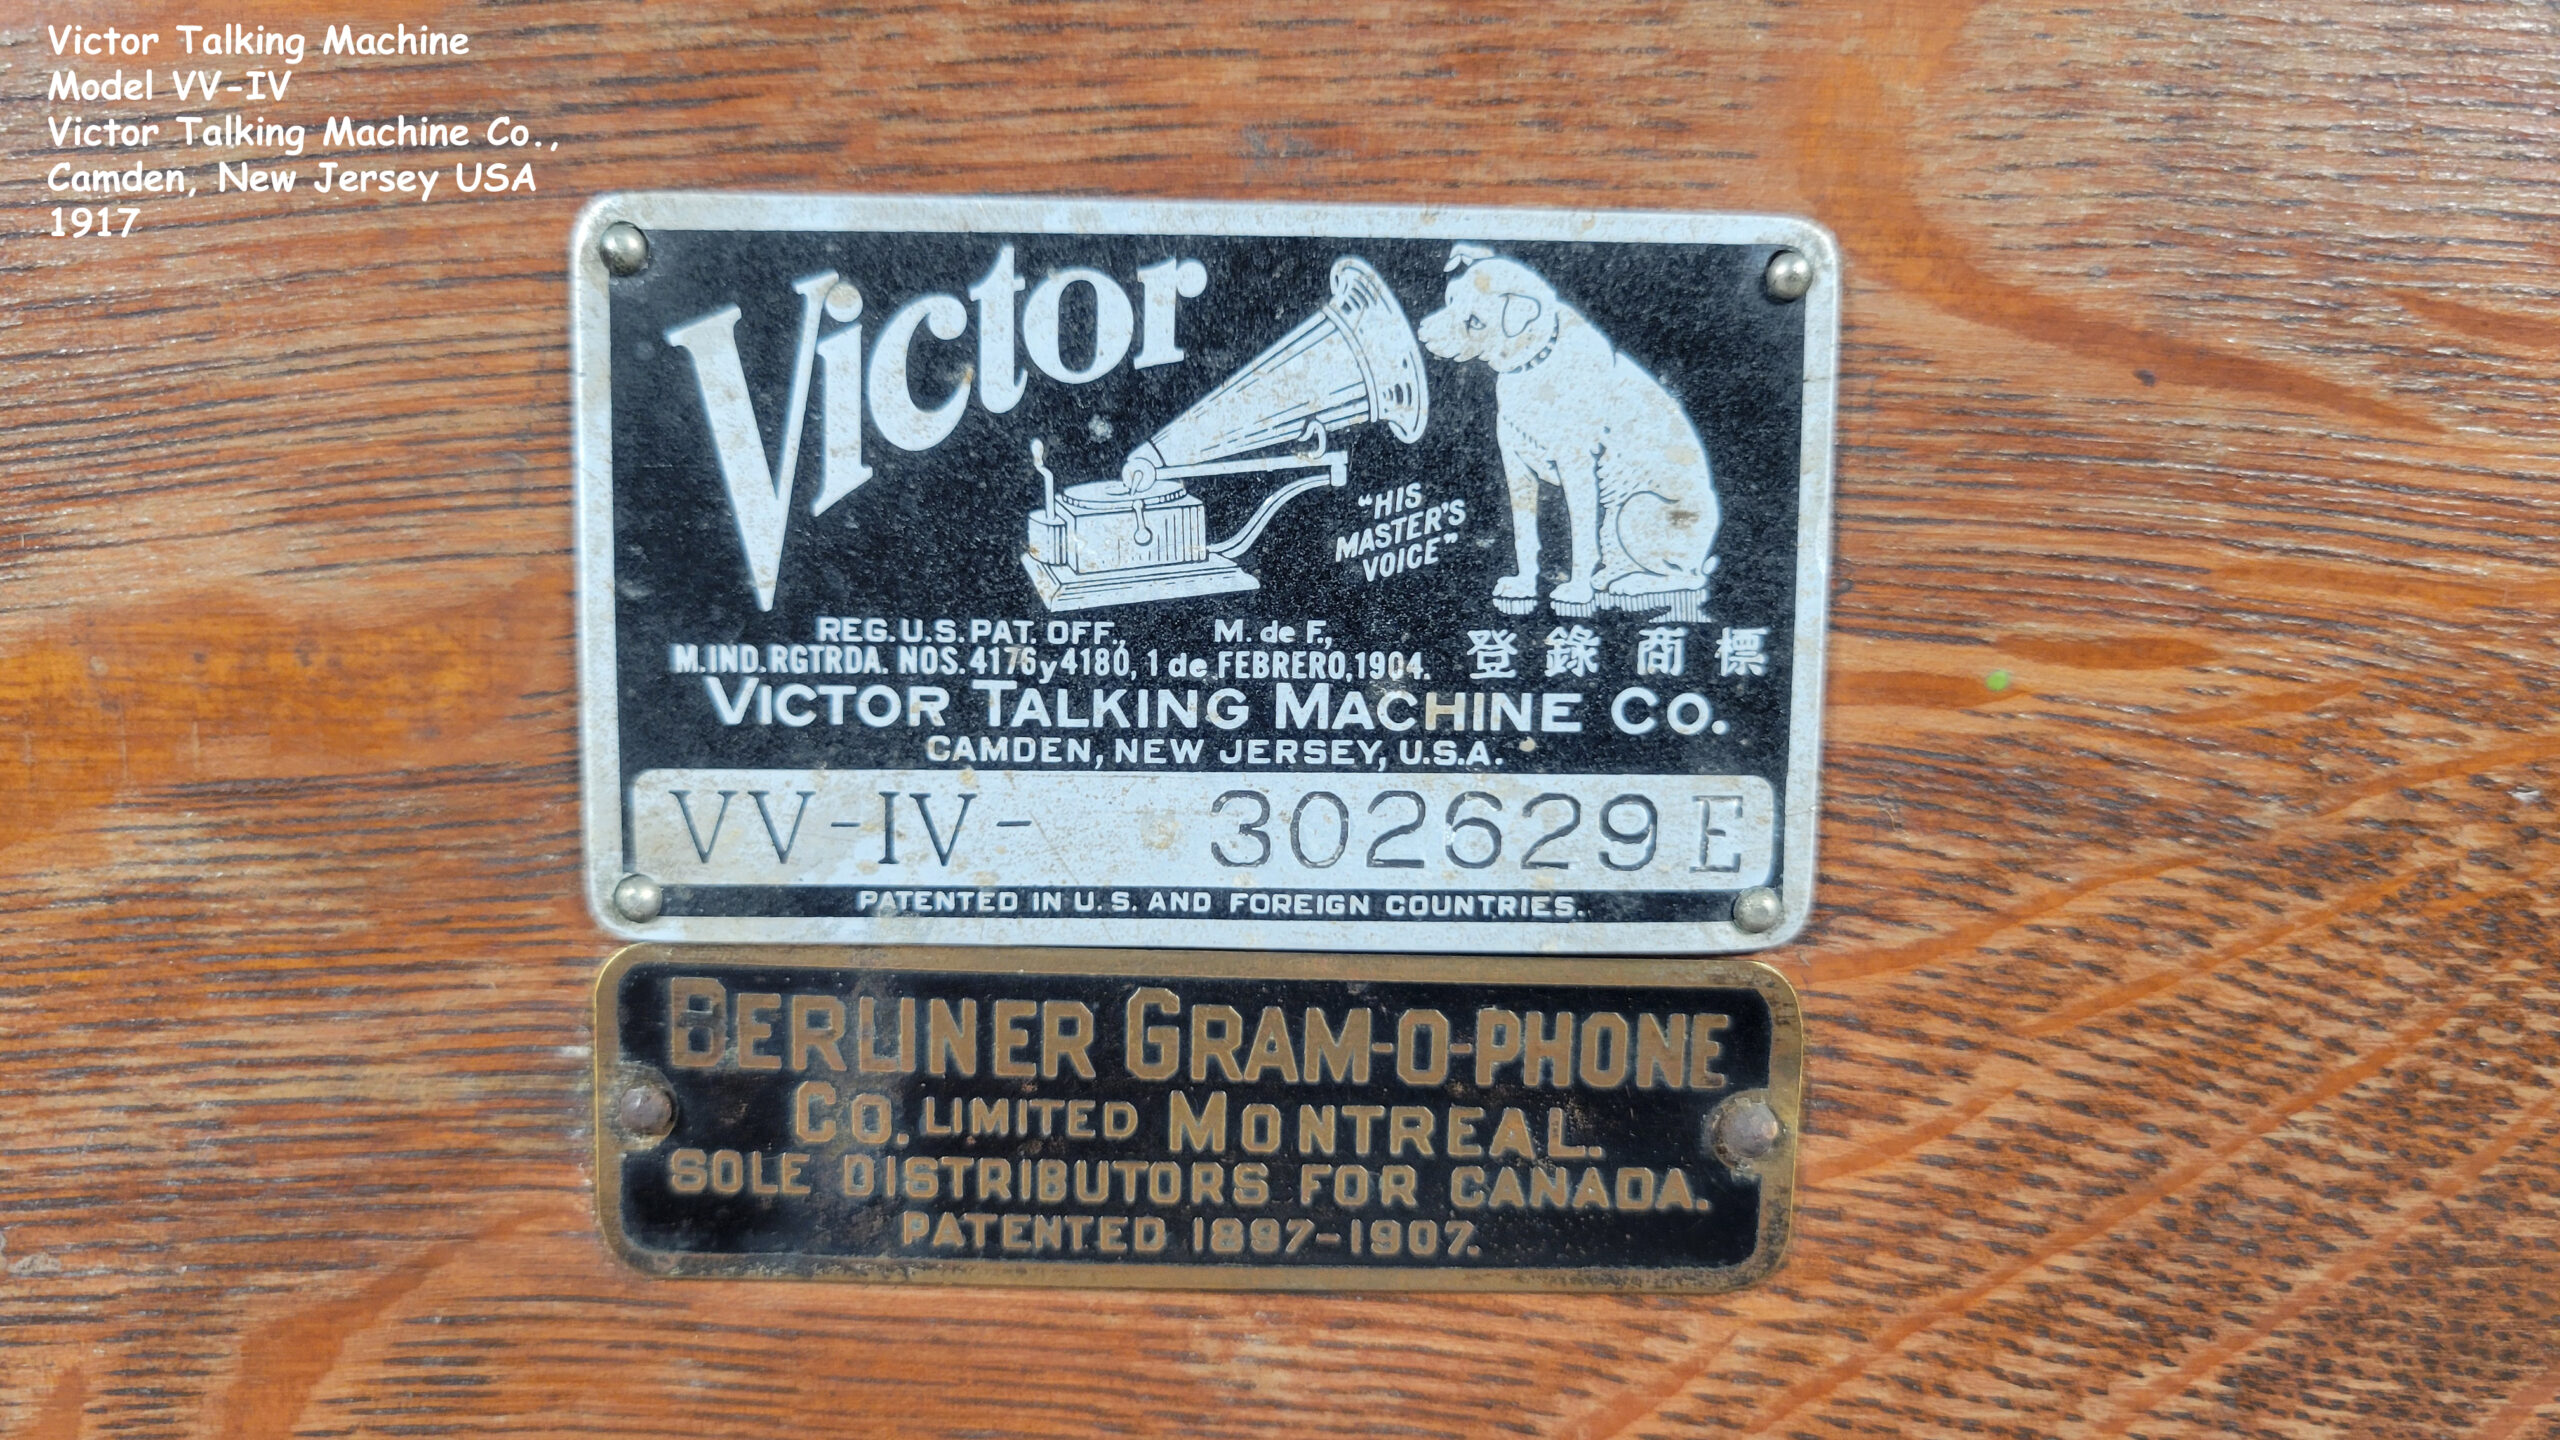 Victor Talking Machine
Model VV-IV
Victor Talking Machine Co.,
Camden, New Jersey USA
1917
Victor
"HIS
MASTER'S
VOICE"
REG. U.S. PAT. OFF., M. de F.,
M.IND.RGTRDA. NOS. 4176 y 4180, 1 de FEBRERO, 1904.
登錄商標
VICTOR TALKING MACHINE CO.
CAMDEN, NEW JERSEY, U.S.A.
VV-IV- 302629 E
PATENTED IN U.S. AND FOREIGN COUNTRIES.
BERLINER GRAM-O-PHONE
CO. LIMITED MONTREAL.
SOLE DISTRIBUTORS FOR CANADA.
PATENTED 1897-1907.